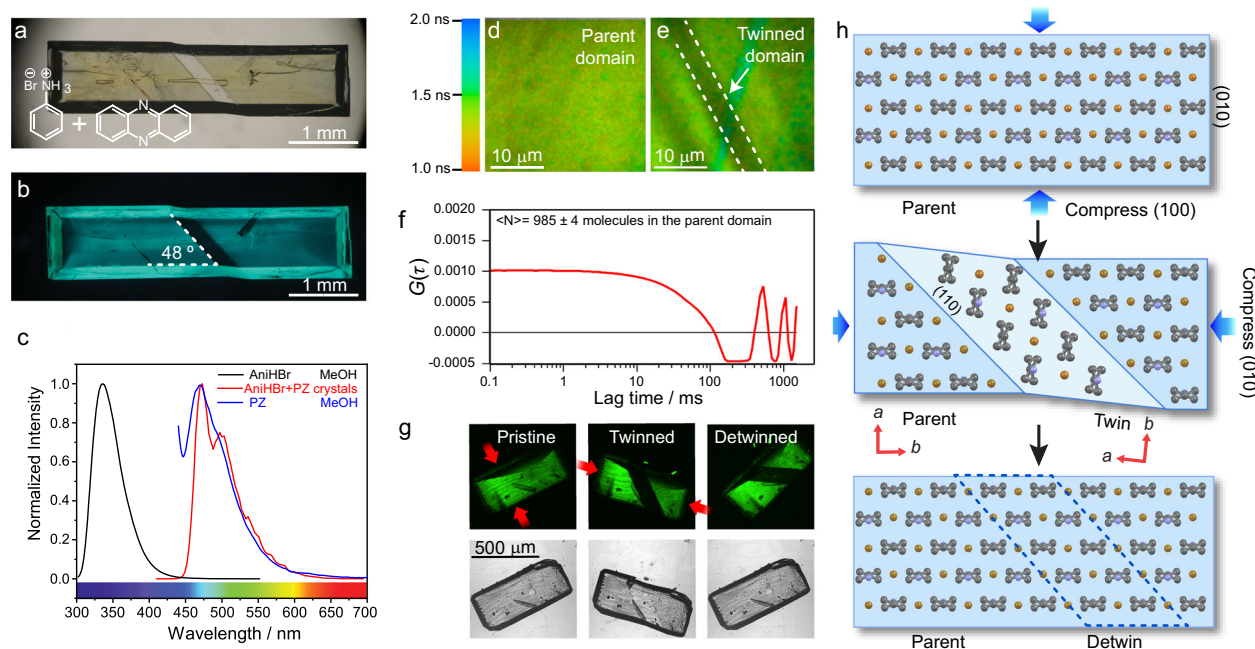 a
Br
⊖ ⊕
NH 3
+
N
N
1 mm
b
48 º
1 mm
c
AniHBr MeOH
AniHBr+PZ crystals
PZ MeOH
Normalized Intensity
1.0
0.8
0.6
0.4
0.2
0.0
300 350 400 450 500 550 600 650 700
Wavelength / nm
2.0 ns
1.5 ns
1.0 ns
d
Parent
domain
10 μm
e
Twinned
domain
10 μm
f
<N>= 985 ± 4 molecules in the parent domain
G(τ)
0.0020
0.0015
0.0010
0.0005
0.0000
-0.0005
0.1 1 10 100 1000
Lag time / ms
g
Pristine
Twinned
Detwinned
500 μm
h
(010)
Parent
Compress (100)
(110)
Compress (010)
Parent
Twin
a
b
b
a
Parent
Detwin